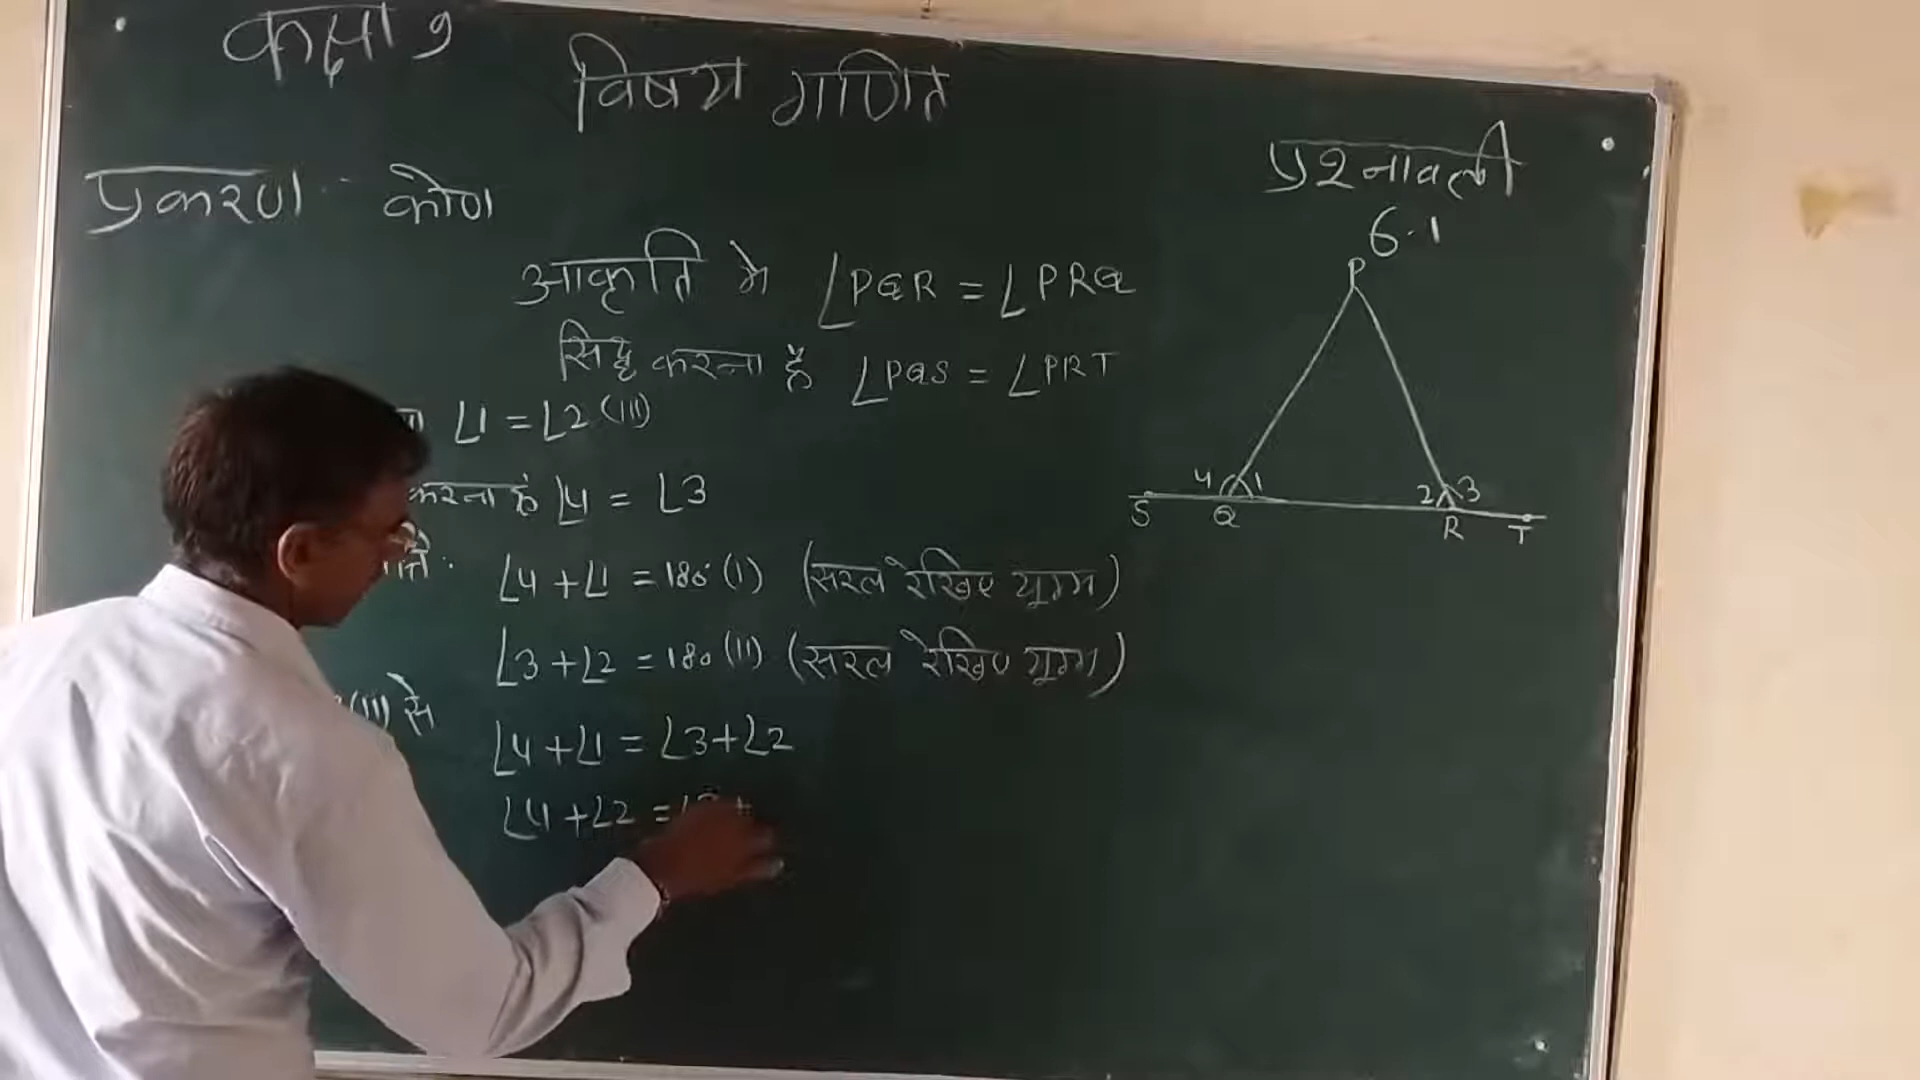 कक्षा 9
विषय गणित
प्रकरण - कोण
प्रश्नावली
6.1
आकृति मे ∠PQR = ∠PRQ
सिद्ध करना हैं ∠PQS = ∠PRT
∠1 = ∠2 (III)
करना हैं ∠4 = ∠3
∠4 + ∠1 = 180° (I) (सरल रेखिए युग्म)
∠3 + ∠2 = 180 (II) (सरल रेखिए युग्म)
(III) से
∠4 + ∠1 = ∠3 + ∠2
∠4 + ∠2 =
P
4 1 2 3
S Q R T